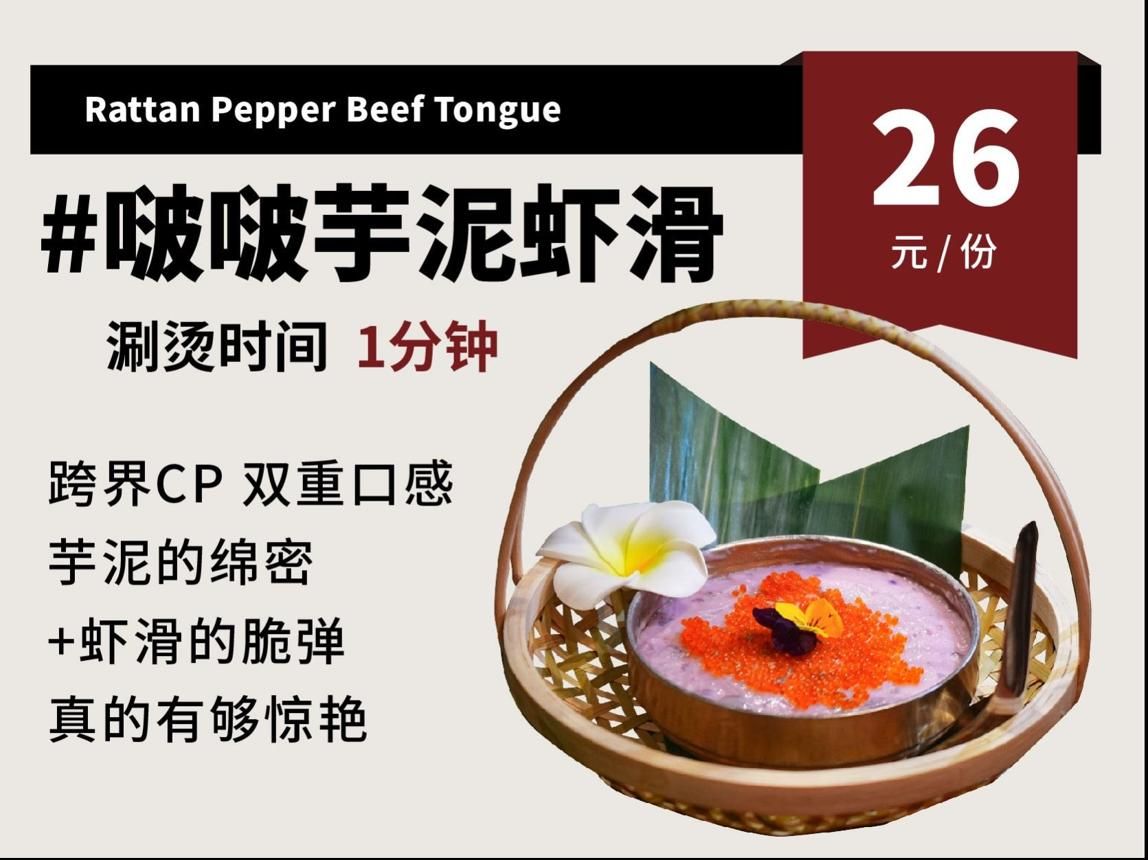 Rattan Pepper Beef Tongue
26
元/份
#啵啵芋泥虾滑
涮烫时间 1分钟
跨界CP 双重口感
芋泥的绵密
+虾滑的脆弹
真的有够惊艳